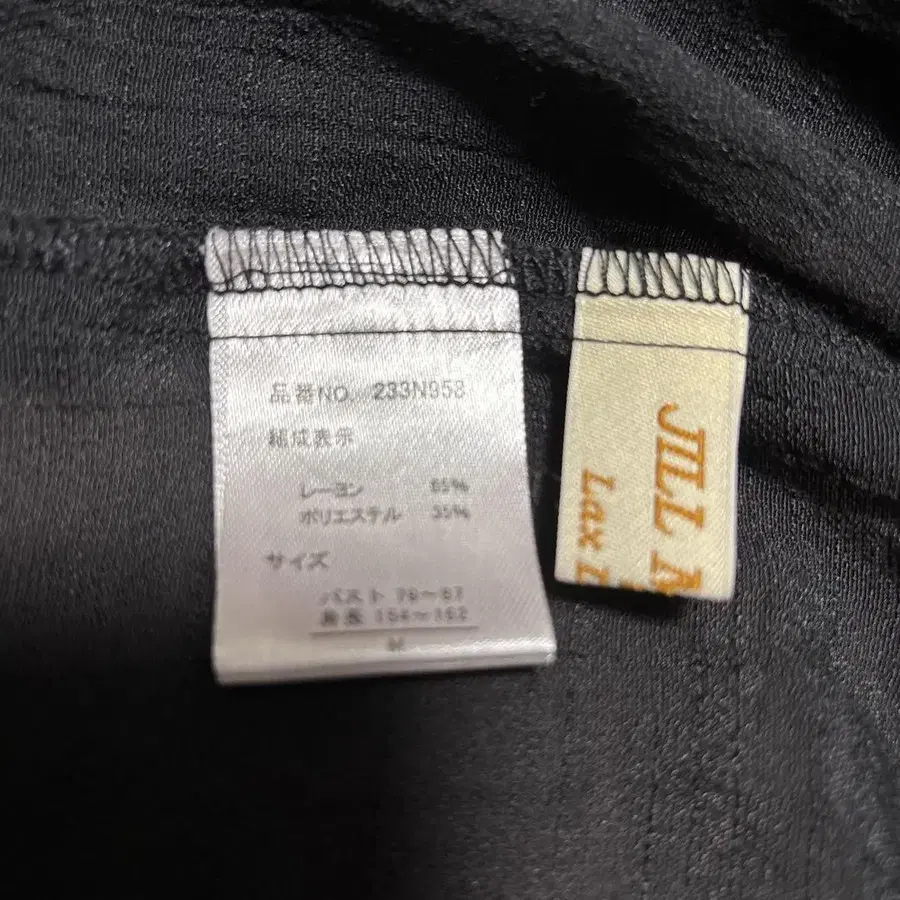 品番NO. 233N958
組成表示
レーヨン 65%
ポリエステル 35%
サイズ
バスト 79〜87
身長 154〜162
M
JILL
Lax